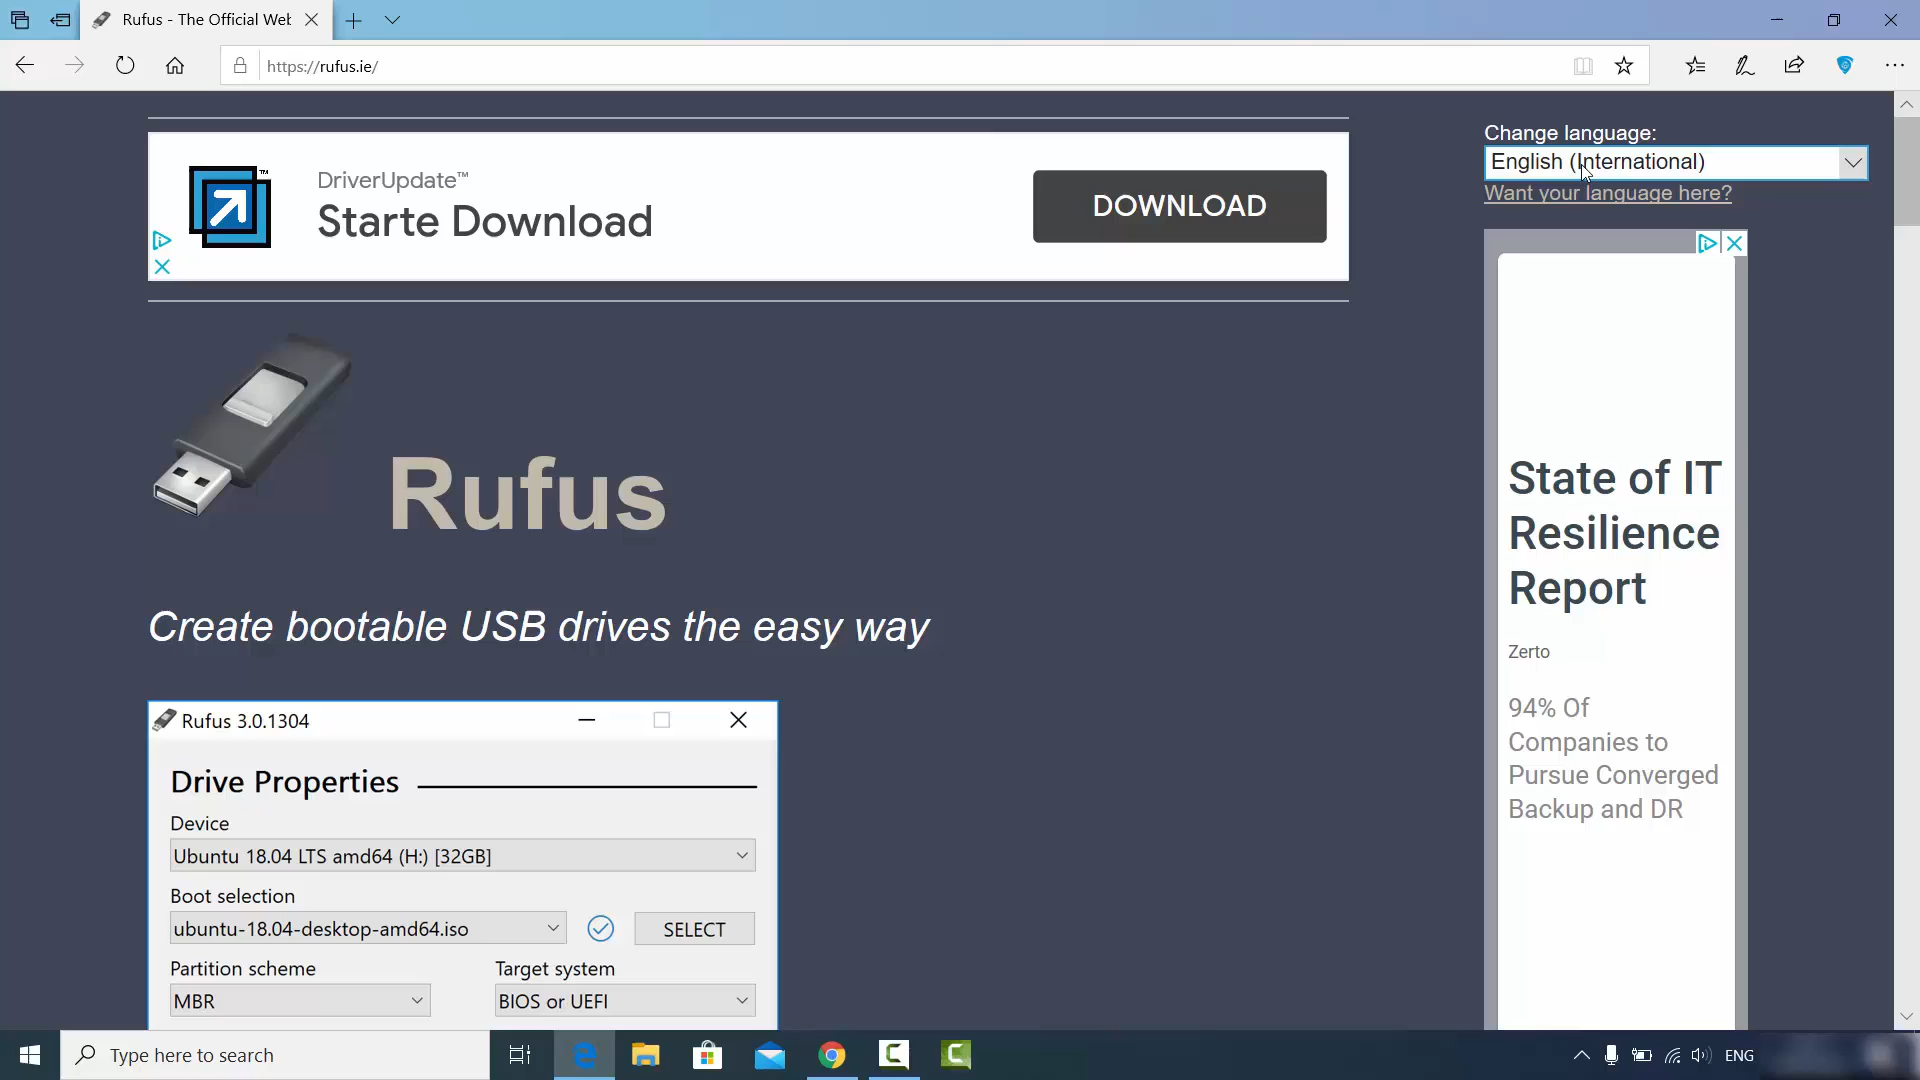 Rufus - The Official Web
https://rufus.ie/
Change language:
English (International)
Want your language here?
DriverUpdate™
Starte Download
DOWNLOAD
Rufus
Create bootable USB drives the easy way
Rufus 3.0.1304
Drive Properties
Device
Ubuntu 18.04 LTS amd64 (H:) [32GB]
Boot selection
ubuntu-18.04-desktop-amd64.iso
SELECT
Partition scheme
Target system
MBR
BIOS or UEFI
State of IT
Resilience
Report
Zerto
94% Of
Companies to
Pursue Converged
Backup and DR
Type here to search
ENG